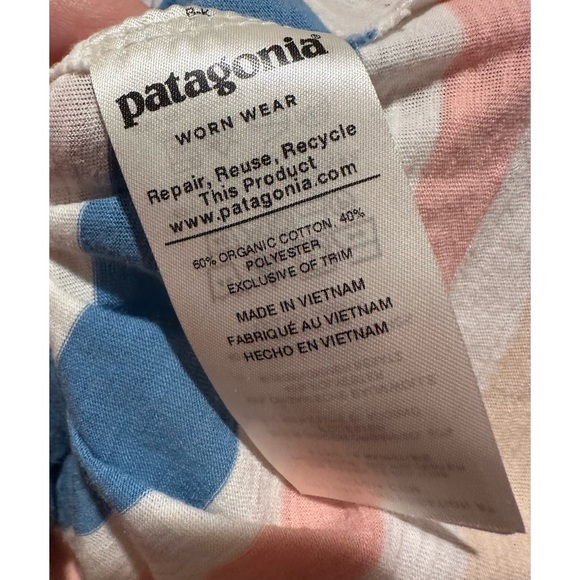 patagonia®
WORN WEAR
Repair, Reuse, Recycle
This Product
www.patagonia.com
60% ORGANIC COTTON, 40%
POLYESTER
EXCLUSIVE OF TRIM
MADE IN VIETNAM
FABRIQUÉ AU VIETNAM
HECHO EN VIETNAM